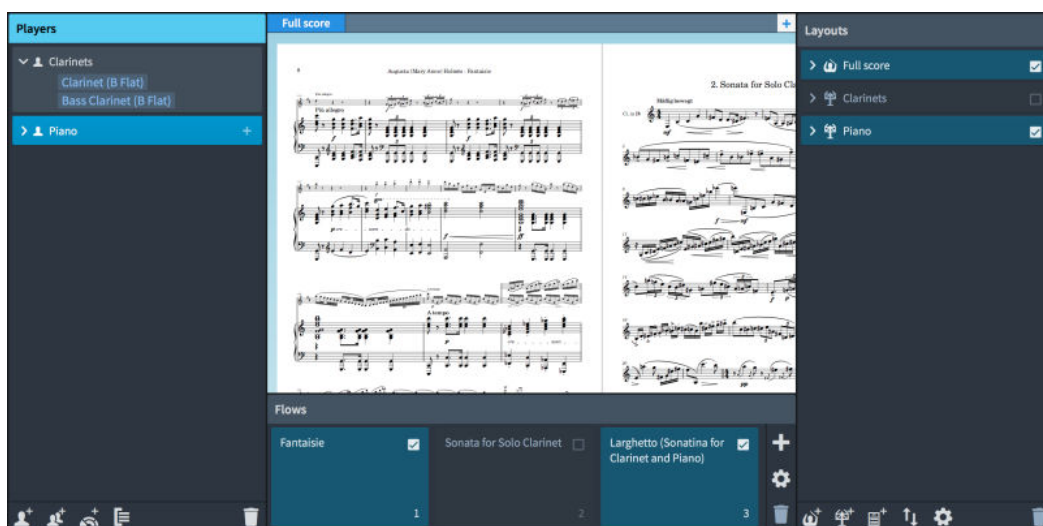 Players
Clarinets
Clarinet (B Flat)
Bass Clarinet (B Flat)
Piano
Full score
Augusta (Mary Anne) Holmès - Fantaisie
Più allegro
A tempo
2. Sonata for Solo Cl
Mäßig bewegt
Flows
Fantaisie
1
Sonata for Solo Clarinet
2
Larghetto (Sonatina for
Clarinet and Piano)
3
Layouts
Full score
Clarinets
Piano